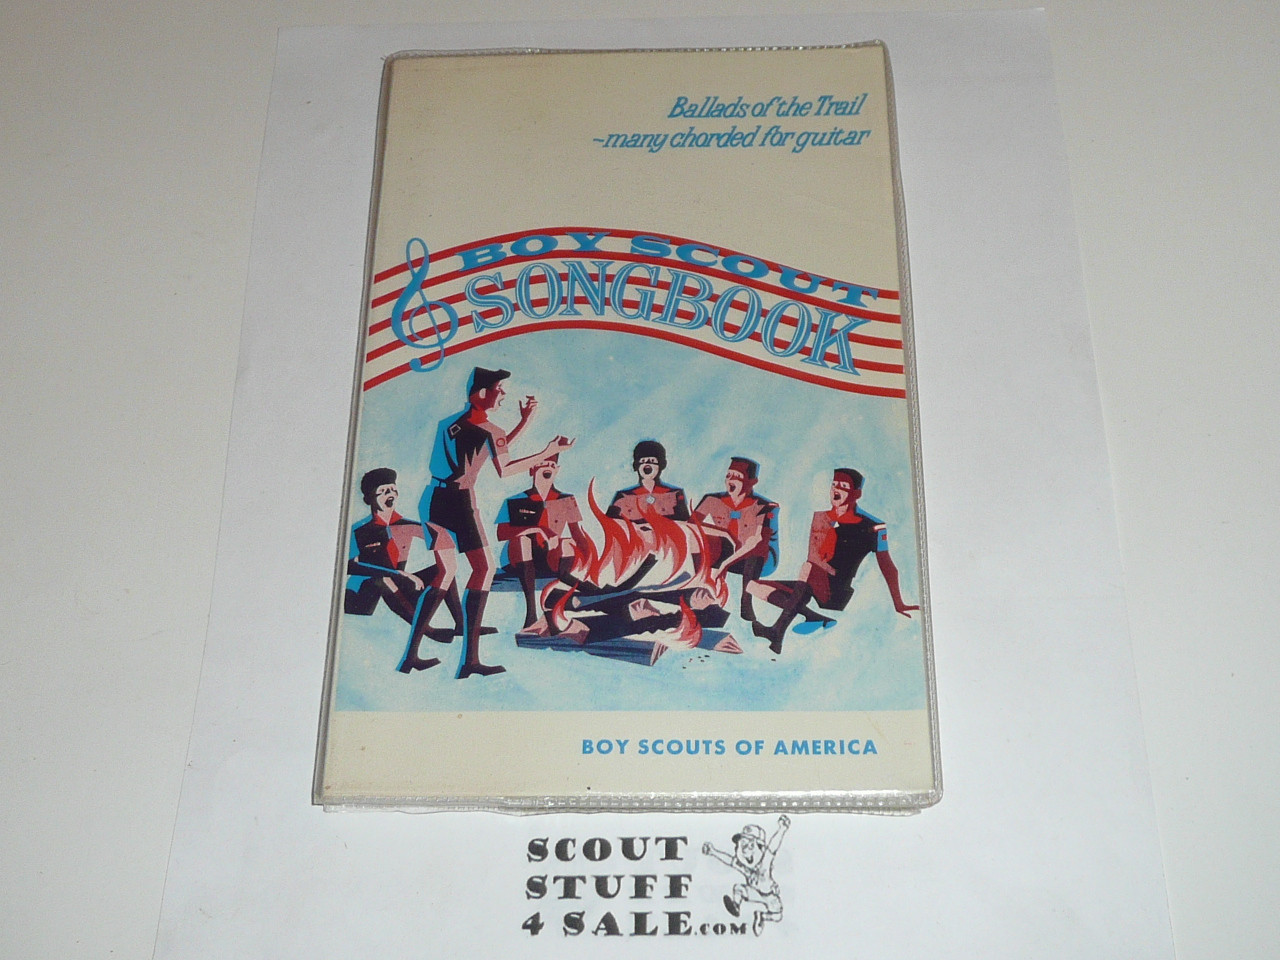 Ballads of the Trail
~many chorded for guitar
BOY SCOUT
SONGBOOK
BOY SCOUTS OF AMERICA
SCOUT
STUFF
4 SALE.COM